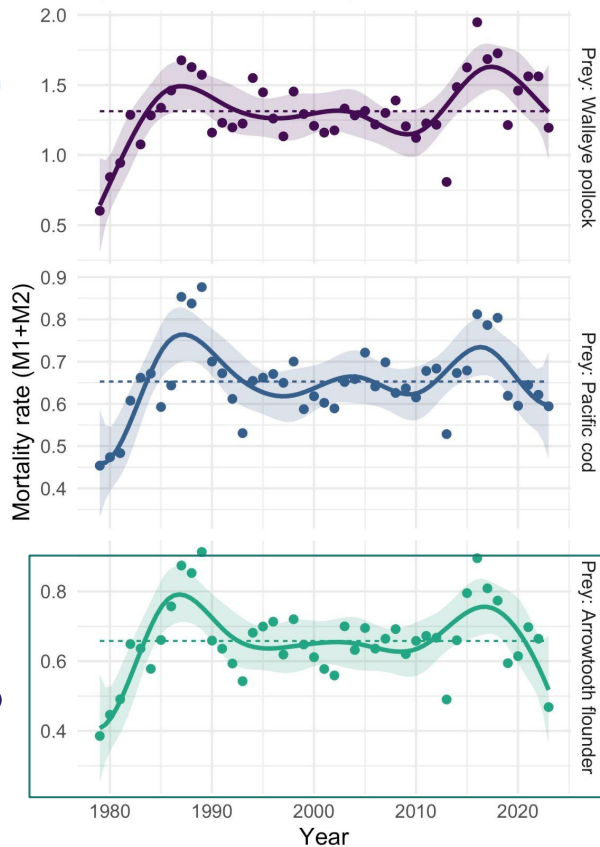 2.0
1.5
1.0
0.5
Prey: Walleye pollock
0.9
0.8
0.7
0.6
0.5
0.4
Prey: Pacific cod
Mortality rate (M1+M2)
0.8
0.6
0.4
Prey: Arrowtooth flounder
1980 1990 2000 2010 2020
Year